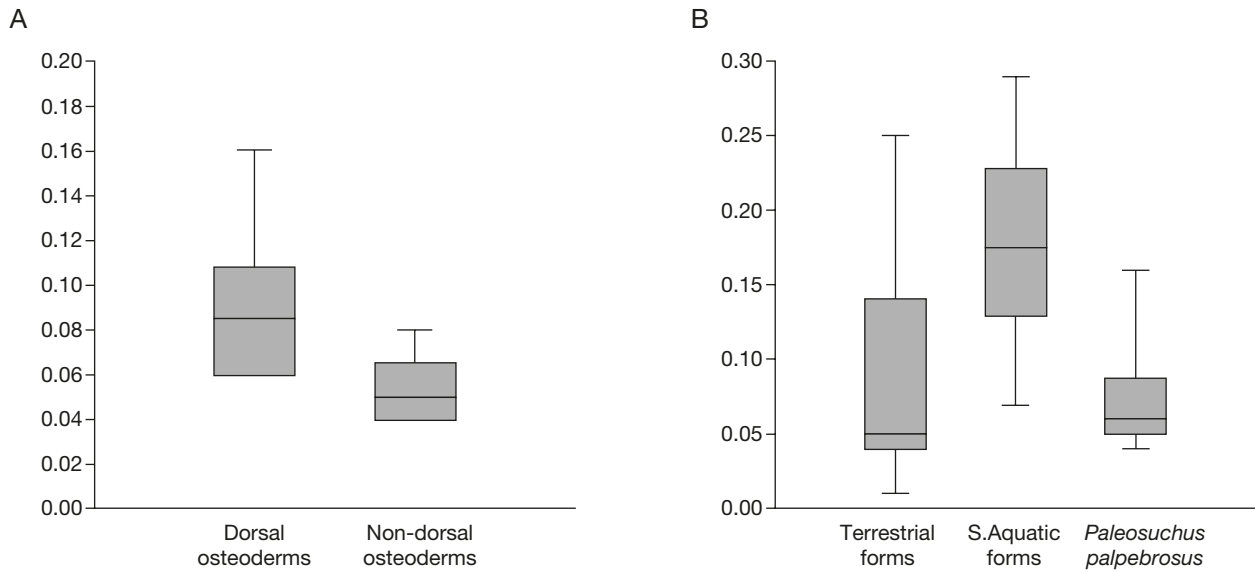 A
0.20
0.18
0.16
0.14
0.12
0.10
0.08
0.06
0.04
0.02
0.00
Dorsal
osteoderms
Non-dorsal
osteoderms
B
0.30
0.25
0.20
0.15
0.10
0.05
0.00
Terrestrial
forms
S.Aquatic
forms
Paleosuchus
palpebrosus